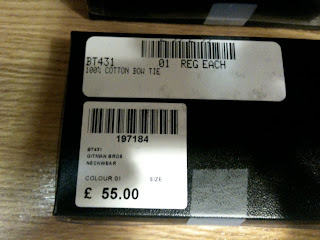 BT431 01 REG EACH
100% COTTON BOW TIE
197184
BT431
GITMAN BROS
NECKWEAR
COLOUR 01 SIZE
£ 55.00